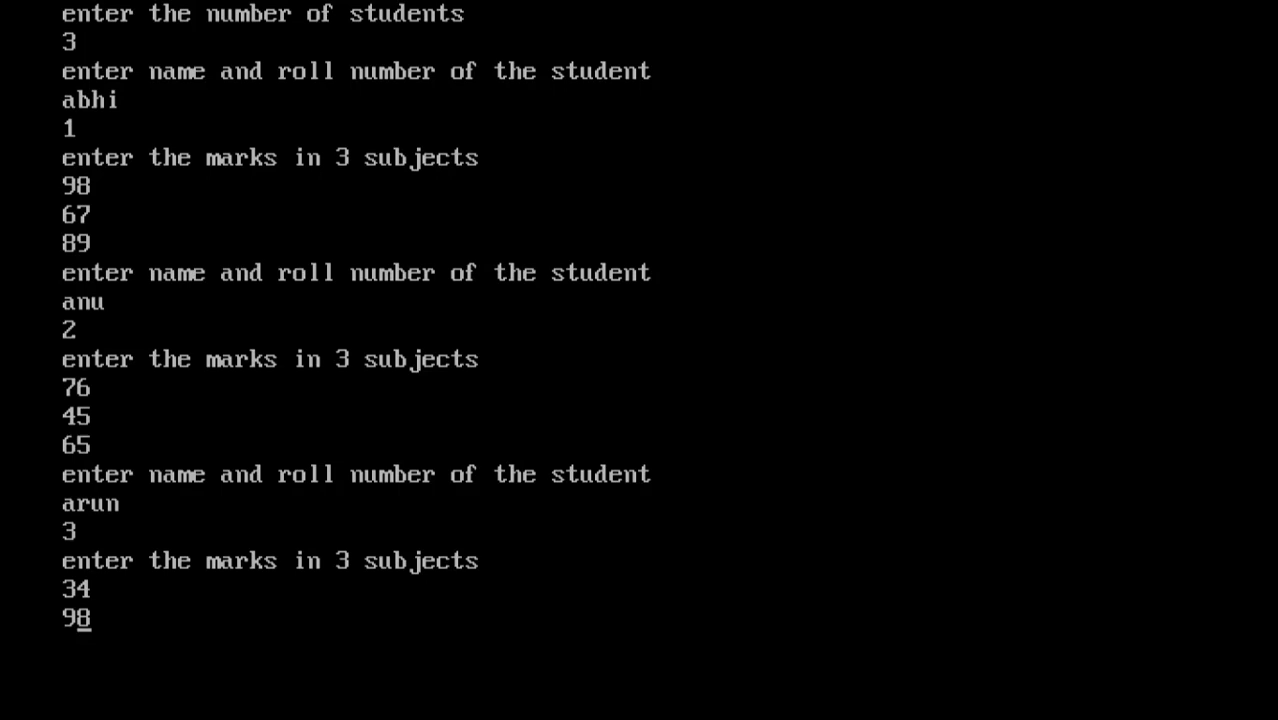 enter the number of students
3
enter name and roll number of the student
abhi
1
enter the marks in 3 subjects
98
67
89
enter name and roll number of the student
anu
2
enter the marks in 3 subjects
76
45
65
enter name and roll number of the student
arun
3
enter the marks in 3 subjects
34
98